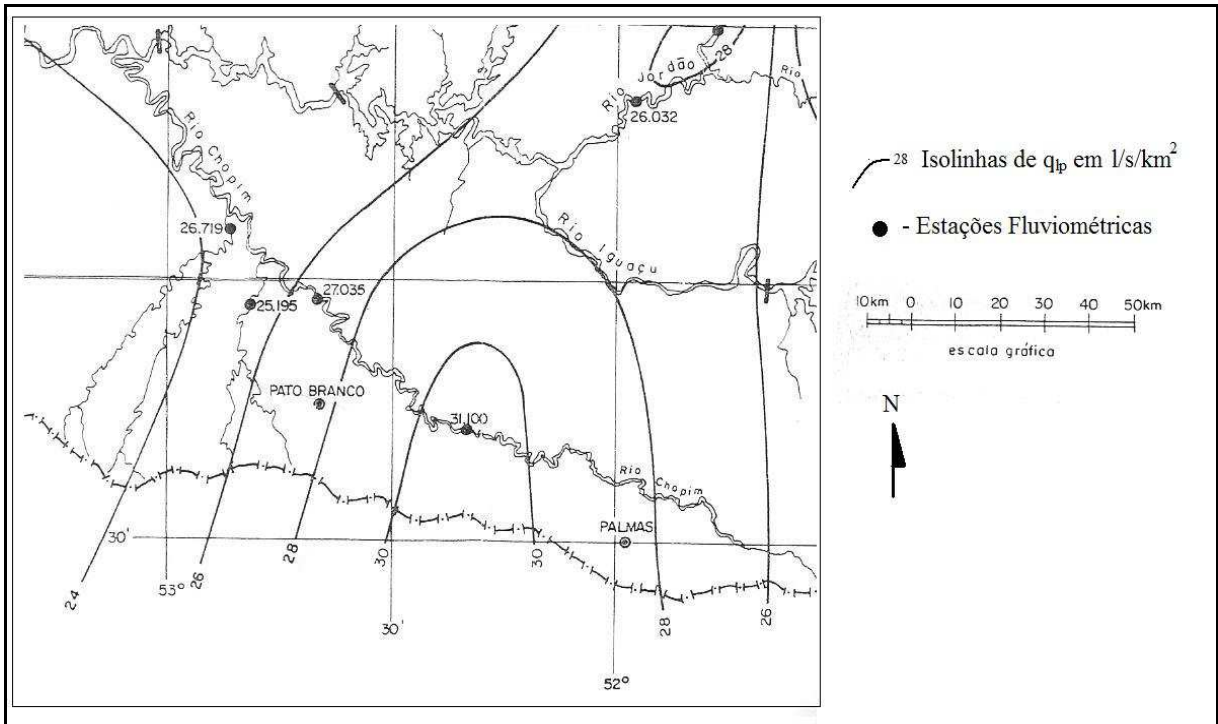 28
Rio Jordão
Rio
26.032
Rio Chopim
26.719
Rio Iguaçu
27.035
25.195
PATO BRANCO
31.100
Rio Chopim
PALMAS
30'
24
53°
26
28
30
30'
30
52°
28
26
28 Isolinhas de qlp em l/s/km²
- Estações Fluviométricas
10km 0 10 20 30 40 50km
escala gráfica
N